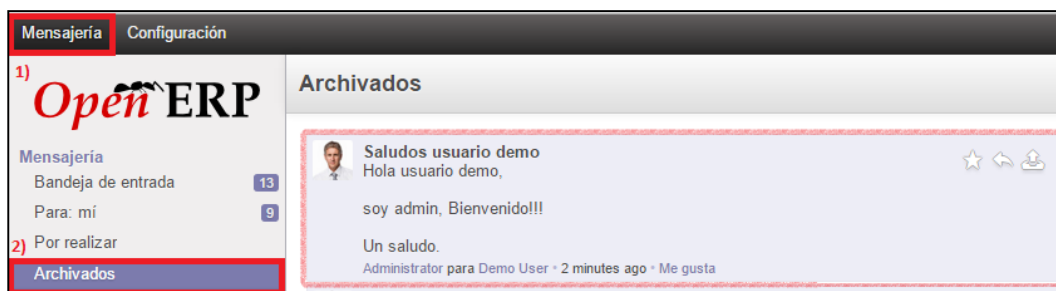 Mensajería Configuración
1)
OpenERP
Archivados
Mensajería
Bandeja de entrada 13
Para: mí 9
2) Por realizar
Archivados
Saludos usuario demo
Hola usuario demo,
soy admin, Bienvenido!!!
Un saludo.
Administrator para Demo User • 2 minutes ago • Me gusta